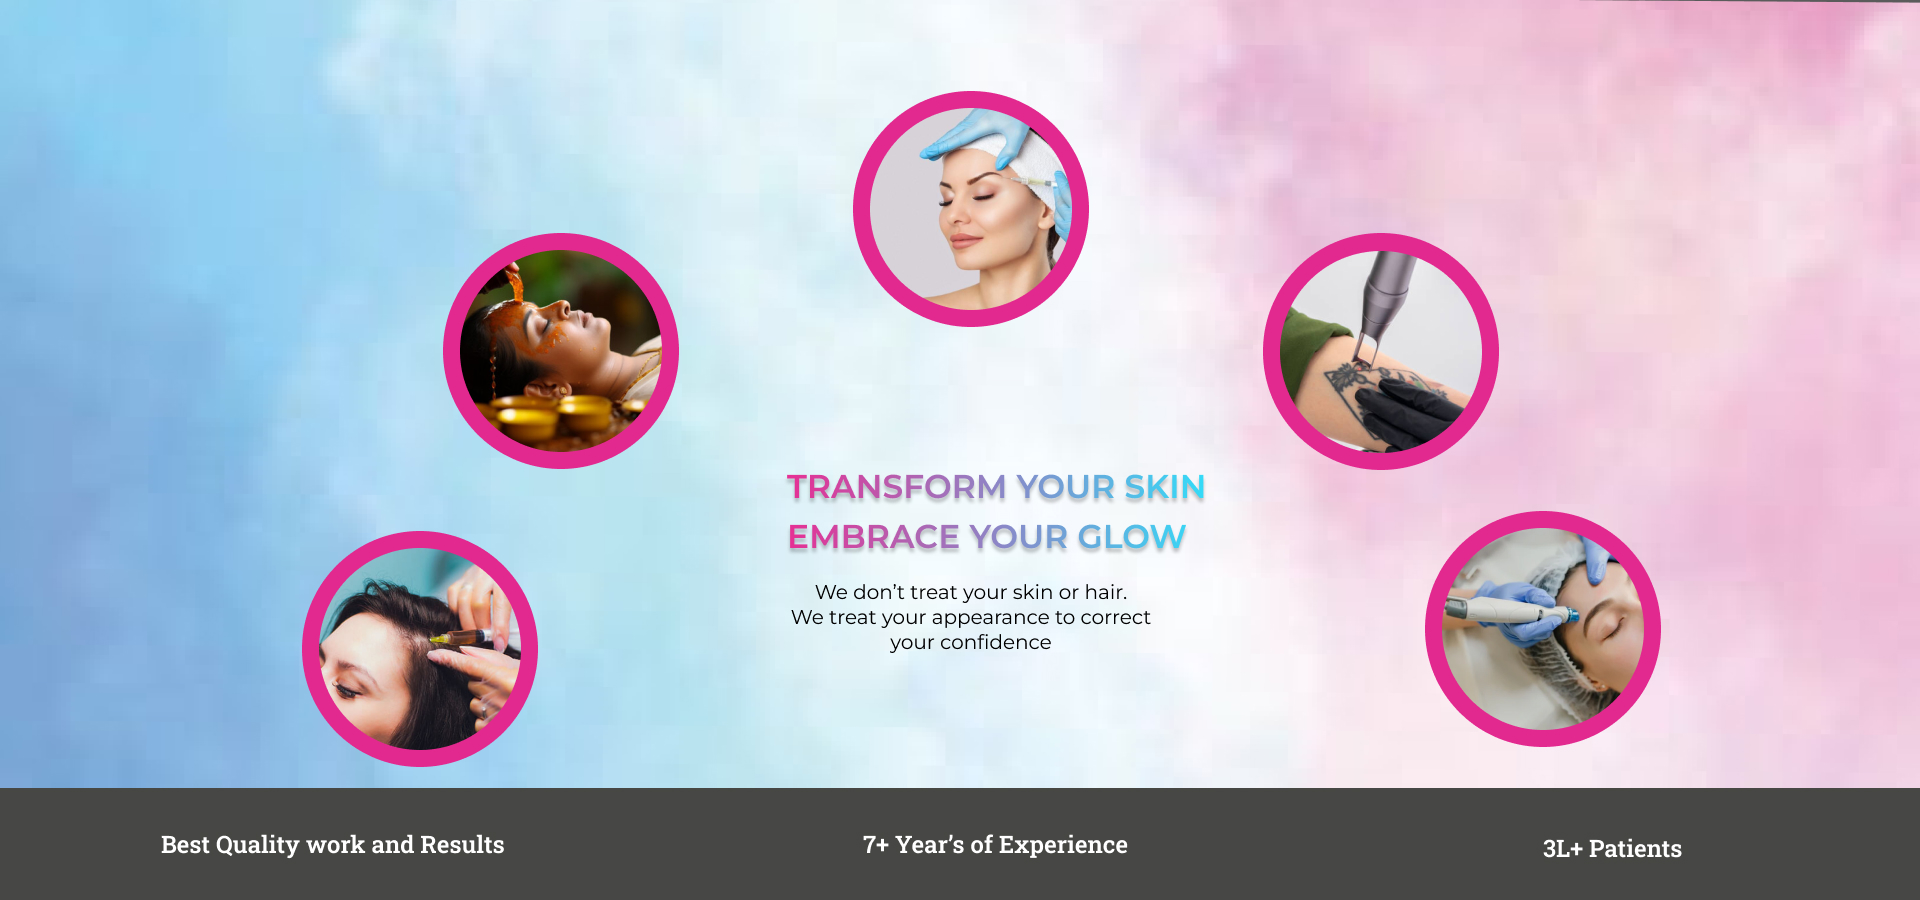 TRANSFORM YOUR SKIN
EMBRACE YOUR GLOW
We don’t treat your skin or hair.
We treat your appearance to correct
your confidence
Best Quality work and Results
7+ Year’s of Experience
3L+ Patients